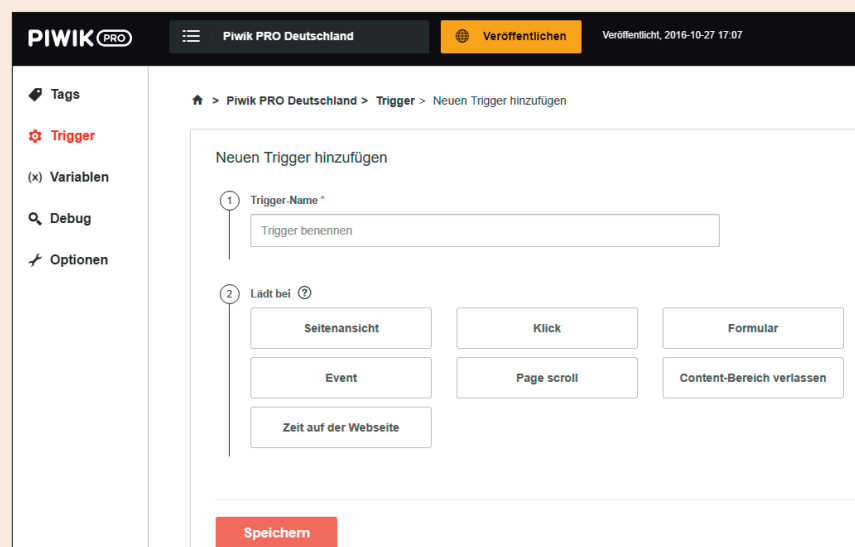 PIWIK PRO Piwik PRO Deutschland Veröffentlichen Veröffentlicht, 2016-10-27 17:07
Tags
Trigger
(x) Variablen
Debug
Optionen
> Piwik PRO Deutschland > Trigger > Neuen Trigger hinzufügen
Neuen Trigger hinzufügen
1 Trigger-Name *
Trigger benennen
2 Lädt bei ?
Seitenansicht Klick Formular
Event Page scroll Content-Bereich verlassen
Zeit auf der Webseite
Speichern